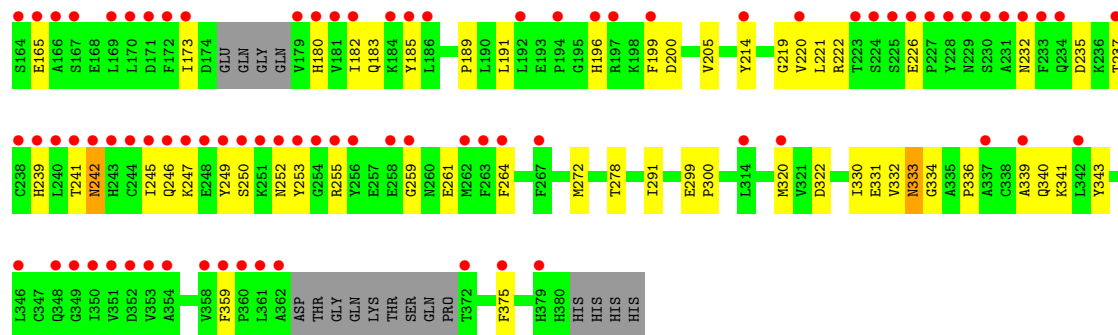 S164 E165 A166 S167 E168 L169 L170 D171 F172 I173 D174 GLU GLN GLY GLN V179 H180 V181 I182 Q183 K184 Y185 L186 P189 L190 L191 L192 E193 P194 G195 H196 R197 K198 F199 D200 V205 Y214 G219 V220 L221 R222 T223 S224 S225 E226 P227 Y228 N229 S230 A231 N232 F233 Q234 D235 K236 T237
C238 H239 L240 T241 N242 H243 C244 I245 Q246 K247 E248 Y249 S250 K251 N252 Y253 G254 R255 Y256 E257 E258 G259 N260 E261 M262 F263 F264 F267 M272 T278 I291 E299 P300 L314 M320 V321 D322 I330 E331 V332 N333 G334 A335 P336 A337 C338 A339 Q340 K341 L342 Y343
L346 C347 Q348 G349 I350 V351 D352 V353 A354 V358 F359 P360 L361 A362 ASP THR GLY GLN LYS THR SER GLN PRO T372 F375 H379 H380 HIS HIS HIS HIS